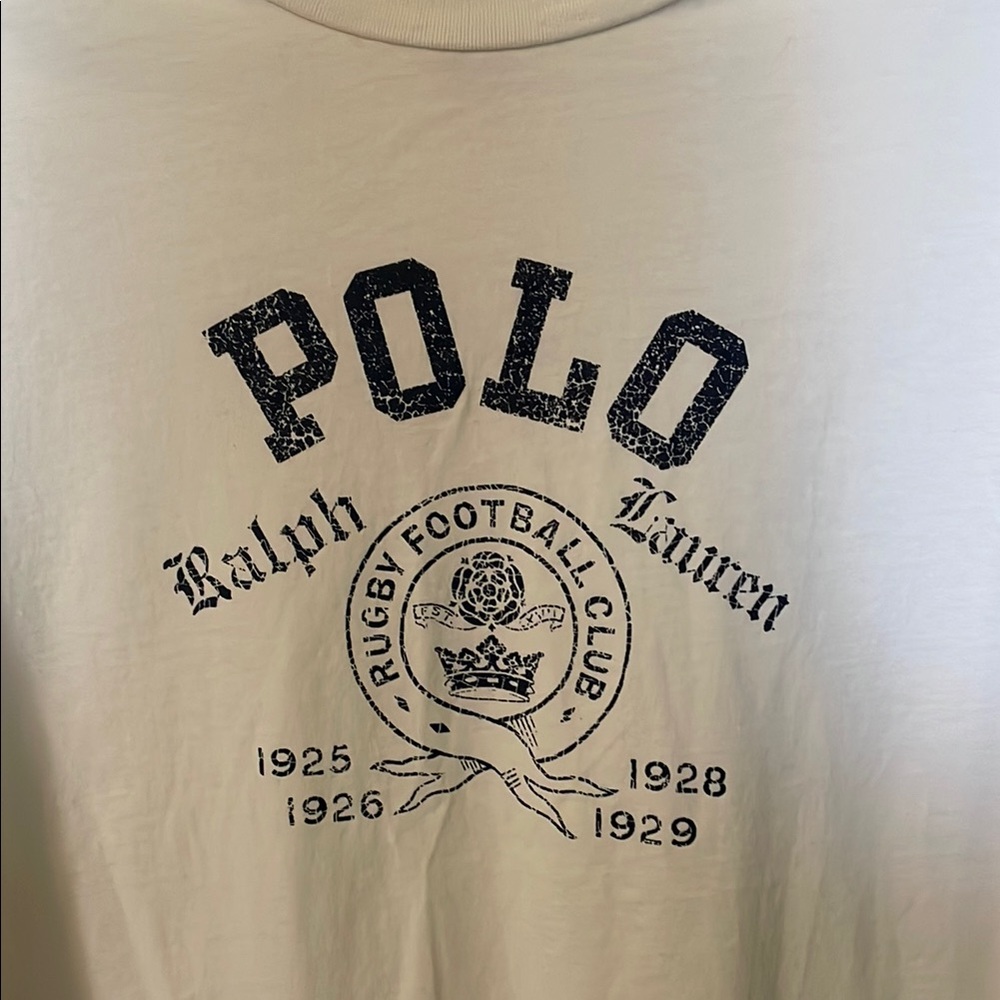 POLO
Ralph Lauren
RUGBY FOOTBALL CLUB
1925 1928
1926 1929